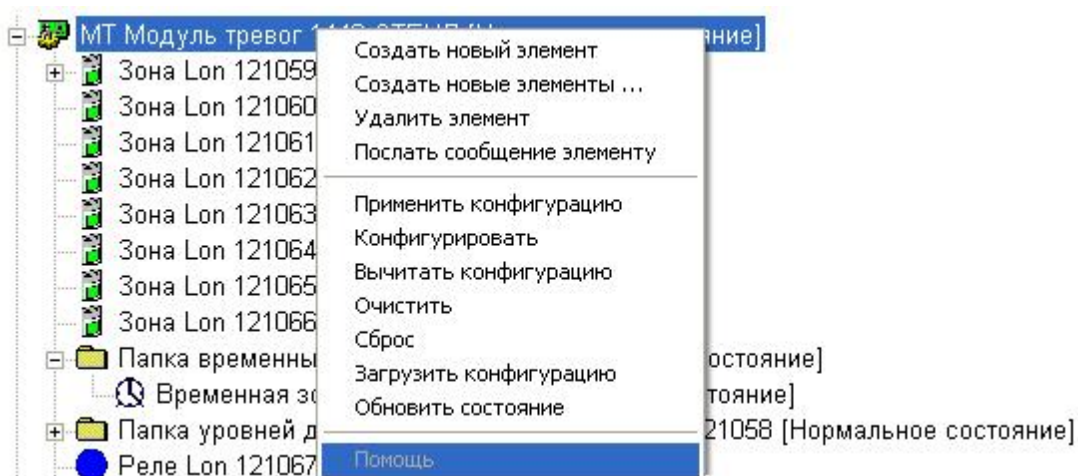 МТ Модуль тревог
яние]
Создать новый элемент
Зона Lon 121059
Создать новые элементы ...
Зона Lon 121060
Удалить элемент
Зона Lon 121061
Послать сообщение элементу
Зона Lon 121062
Зона Lon 121063
Применить конфигурацию
Зона Lon 121064
Конфигурировать
Зона Lon 121065
Вычитать конфигурацию
Зона Lon 121066
Очистить
Сброс
Папка временны
остояние]
Загрузить конфигурацию
Временная зо
тояние]
Обновить состояние
Папка уровней д
21058 [Нормальное состояние]
Реле Lon 121067
Помощь